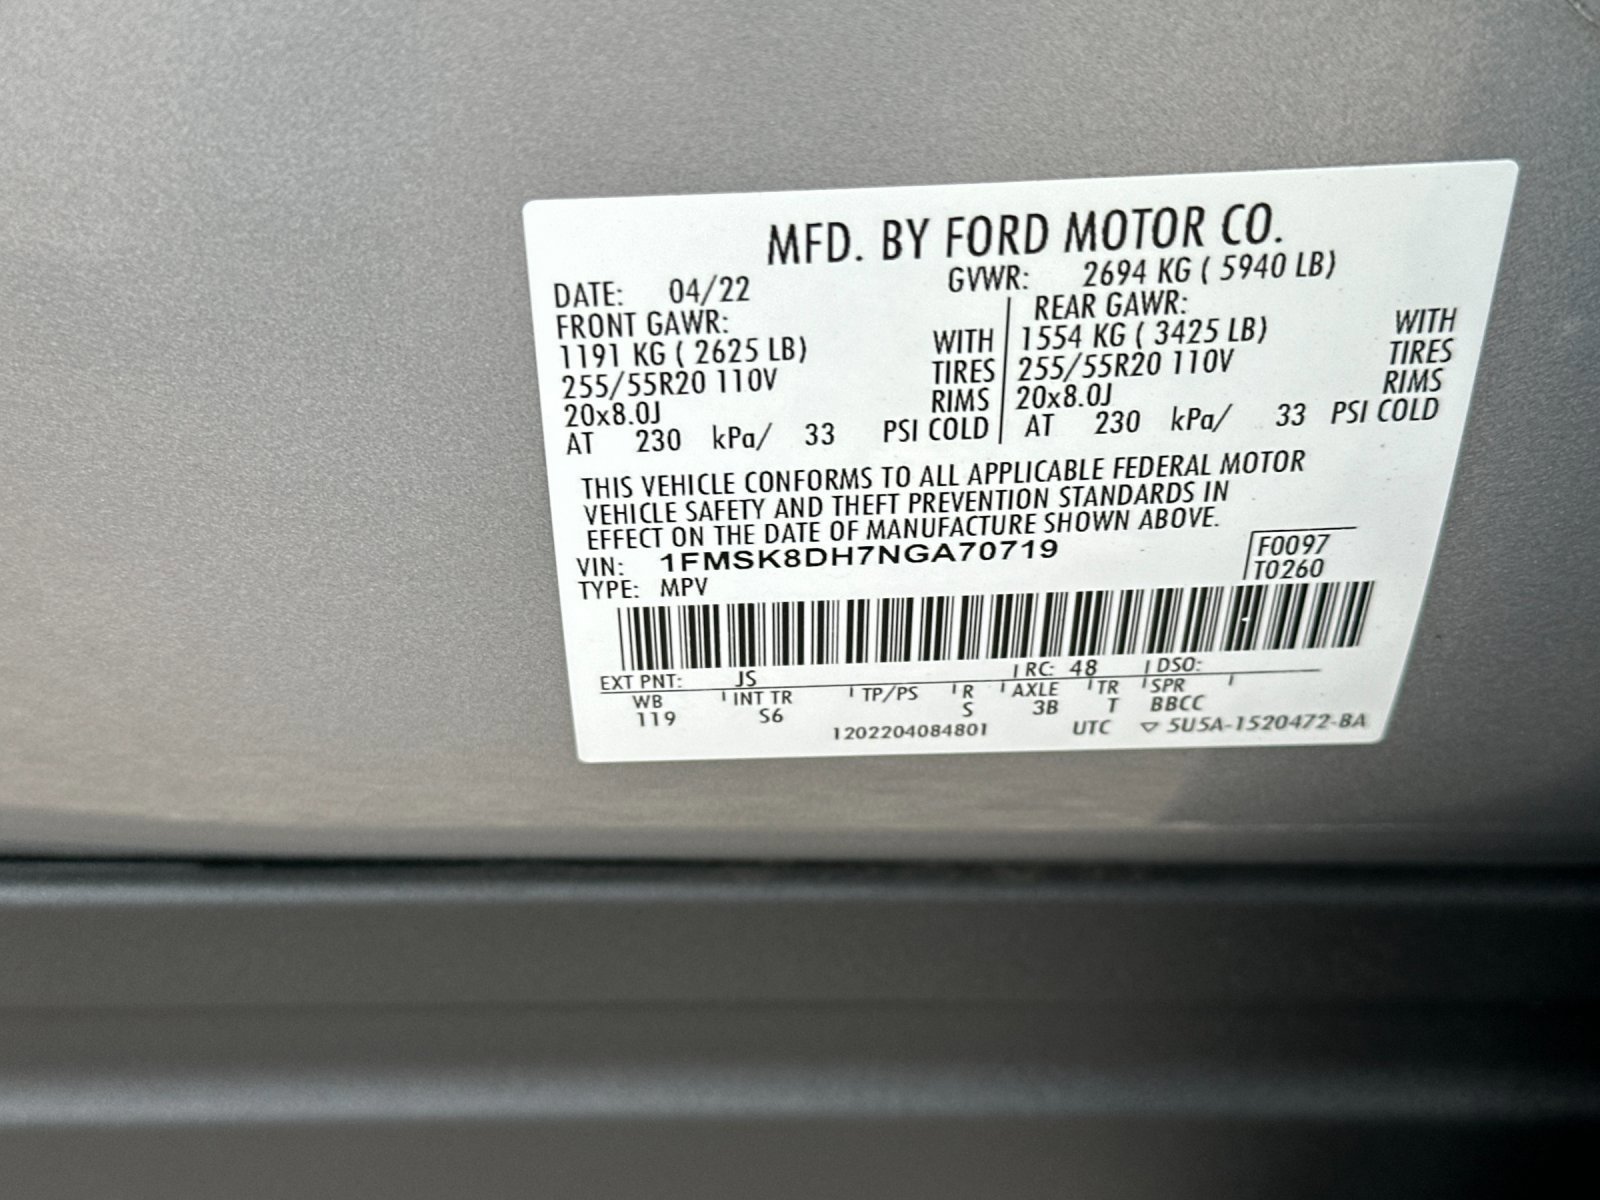 MFD. BY FORD MOTOR CO.
DATE: 04/22 GVWR: 2694 KG ( 5940 LB)
FRONT GAWR: REAR GAWR:
1191 KG ( 2625 LB) WITH 1554 KG ( 3425 LB) WITH
255/55R20 110V TIRES 255/55R20 110V TIRES
20x8.0J RIMS 20x8.0J RIMS
AT 230 kPa/ 33 PSI COLD AT 230 kPa/ 33 PSI COLD
THIS VEHICLE CONFORMS TO ALL APPLICABLE FEDERAL MOTOR
VEHICLE SAFETY AND THEFT PREVENTION STANDARDS IN
EFFECT ON THE DATE OF MANUFACTURE SHOWN ABOVE.
VIN: 1FMSK8DH7NGA70719 F0097
TYPE: MPV T0260
EXT PNT: JS RC: 48 DSO:
WB INT TR TP/PS R AXLE TR SPR
119 S6 S 3B T BBCC
1202204084801 UTC ▽ 5U5A-1520472-BA